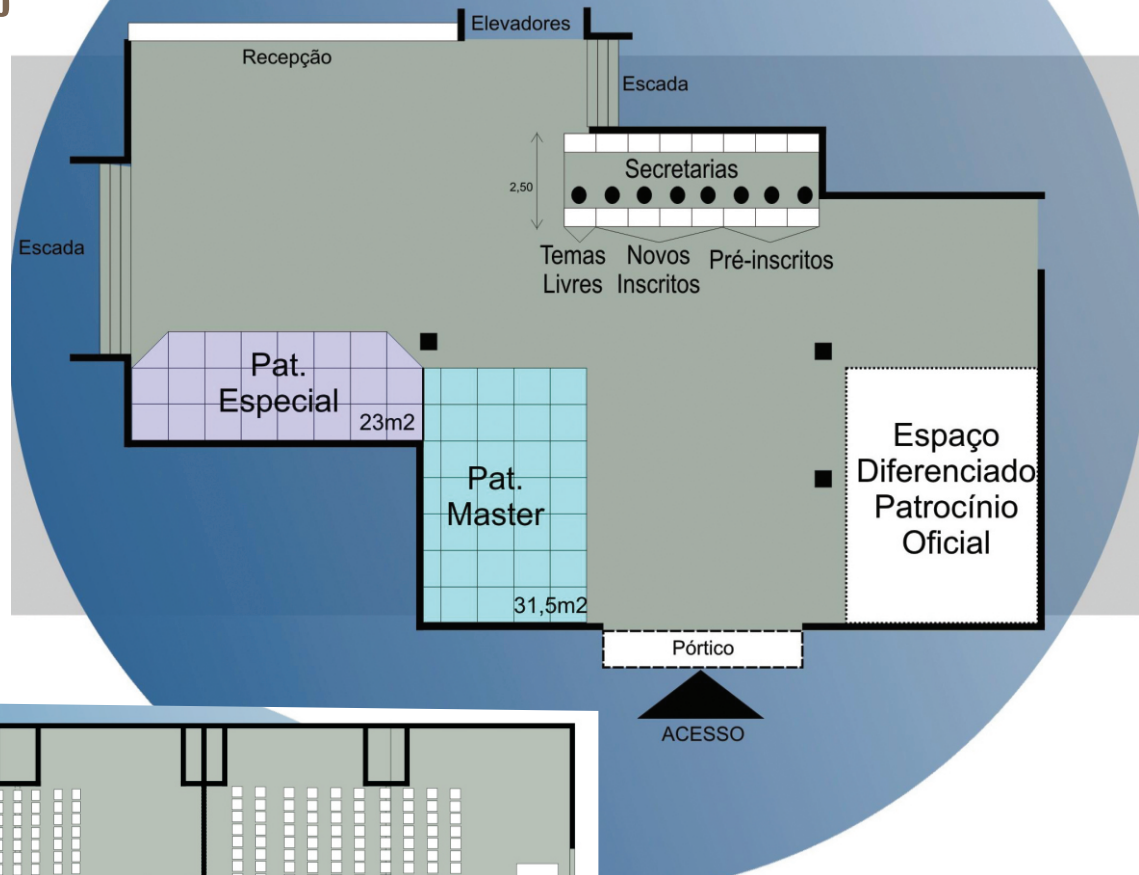 Elevadores
Recepção
Escada
Secretarias
2,50
Escada
Temas
Livres
Novos
Inscritos
Pré-inscritos
Pat.
Especial
23m2
Pat.
Master
31,5m2
Espaço
Diferenciado
Patrocínio
Oficial
Pórtico
ACESSO